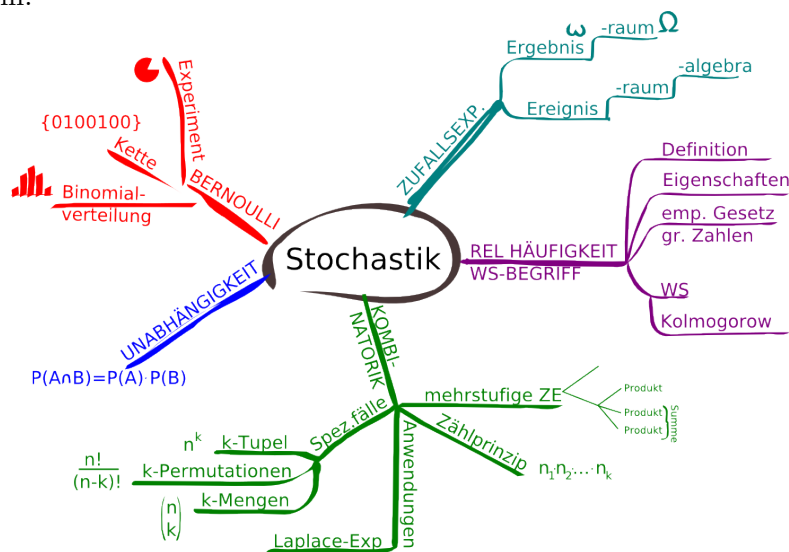 m.
Stochastik
ZUFALLSEXP.
Ergebnis
ω
-raum
Ω
Ereignis
-raum
-algebra
REL HÄUFIGKEIT
WS-BEGRIFF
Definition
Eigenschaften
emp. Gesetz
gr. Zahlen
WS
Kolmogorow
KOMBI-
NATORIK
mehrstufige ZE
Produkt
Produkt
Produkt
Summe
Zählprinzip
n₁·n₂·...·nₖ
Anwendungen
Laplace-Exp
Spez.fälle
k-Tupel
nᵏ
k-Permutationen
n!
(n-k)!
k-Mengen
(n
k)
UNABHÄNGIGKEIT
P(A∩B)=P(A)·P(B)
BERNOULLI
Experiment
Kette
{0100100}
Binomial-
verteilung